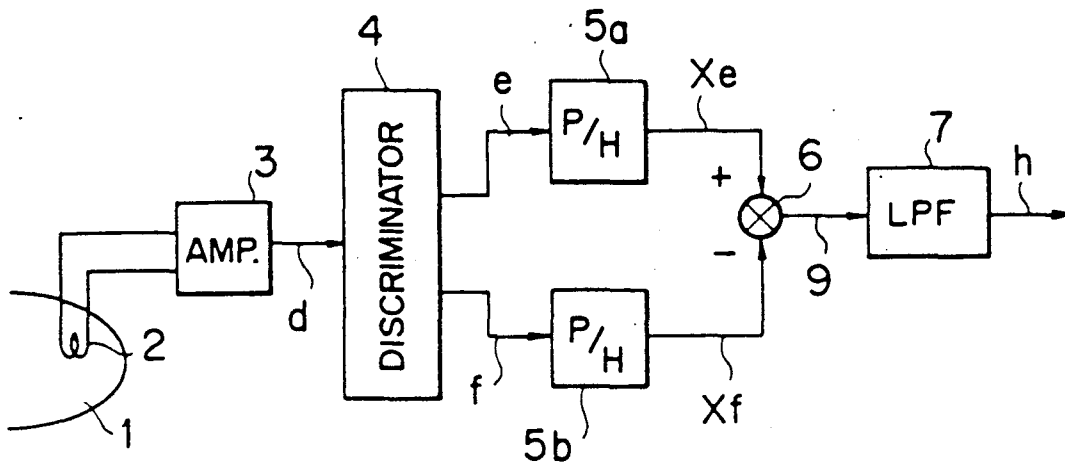 4
5a
e
Xe
P/H
3
+
6
7
h
AMP.
DISCRIMINATOR
LPF
d
-
9
2
P/H
f
1
Xf
5b